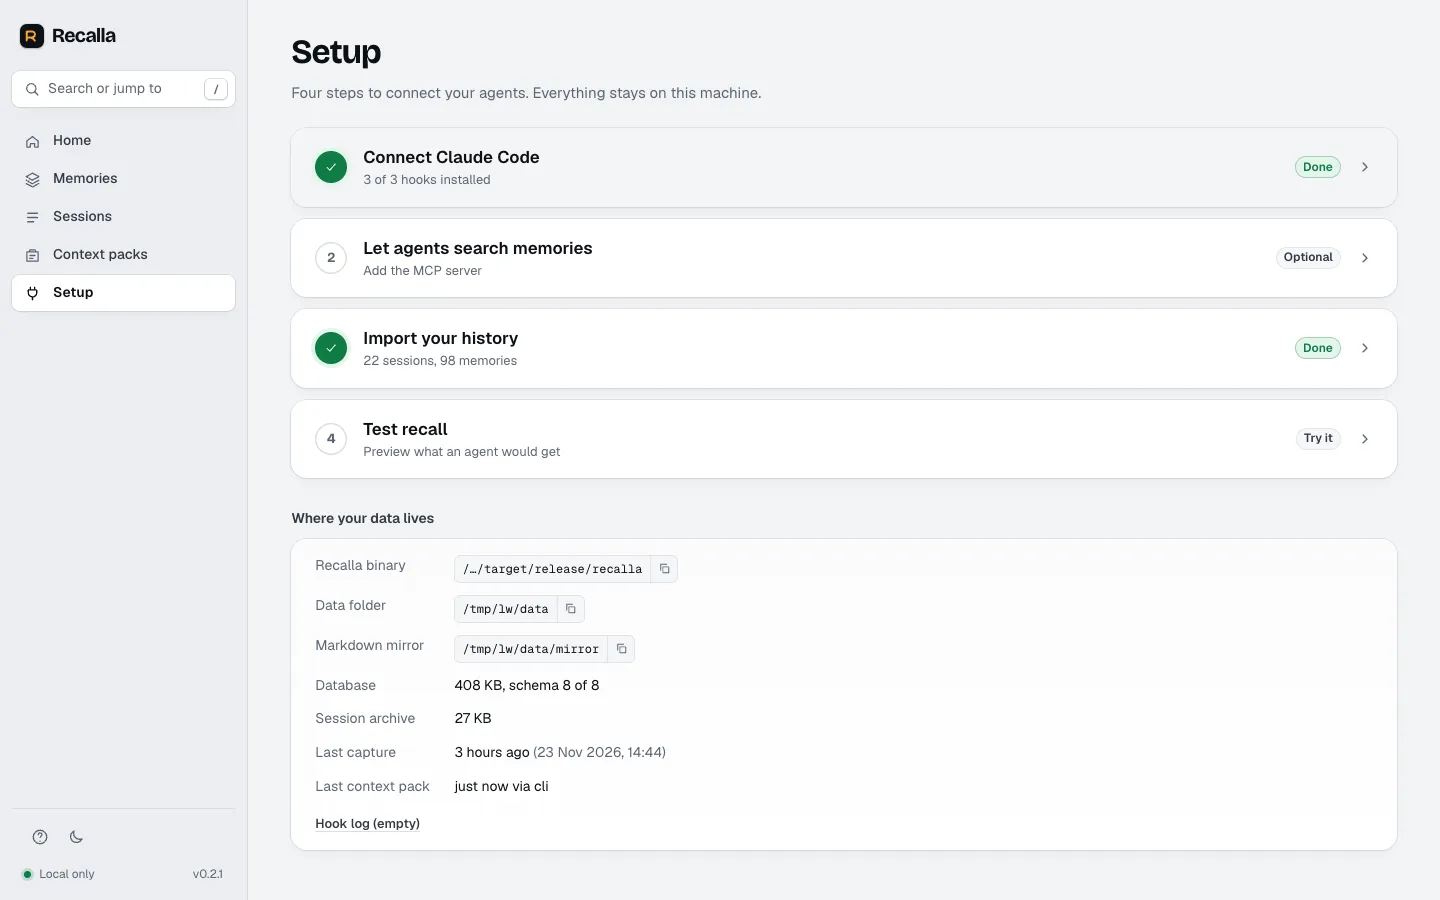 Recalla
Search or jump to /
Home
Memories
Sessions
Context packs
Setup
Local only v0.2.1
Setup
Four steps to connect your agents. Everything stays on this machine.
Connect Claude Code
3 of 3 hooks installed
Done
2
Let agents search memories
Add the MCP server
Optional
Import your history
22 sessions, 98 memories
Done
4
Test recall
Preview what an agent would get
Try it
Where your data lives
Recalla binary /…/target/release/recalla
Data folder /tmp/lw/data
Markdown mirror /tmp/lw/data/mirror
Database 408 KB, schema 8 of 8
Session archive 27 KB
Last capture 3 hours ago (23 Nov 2026, 14:44)
Last context pack just now via cli
Hook log (empty)